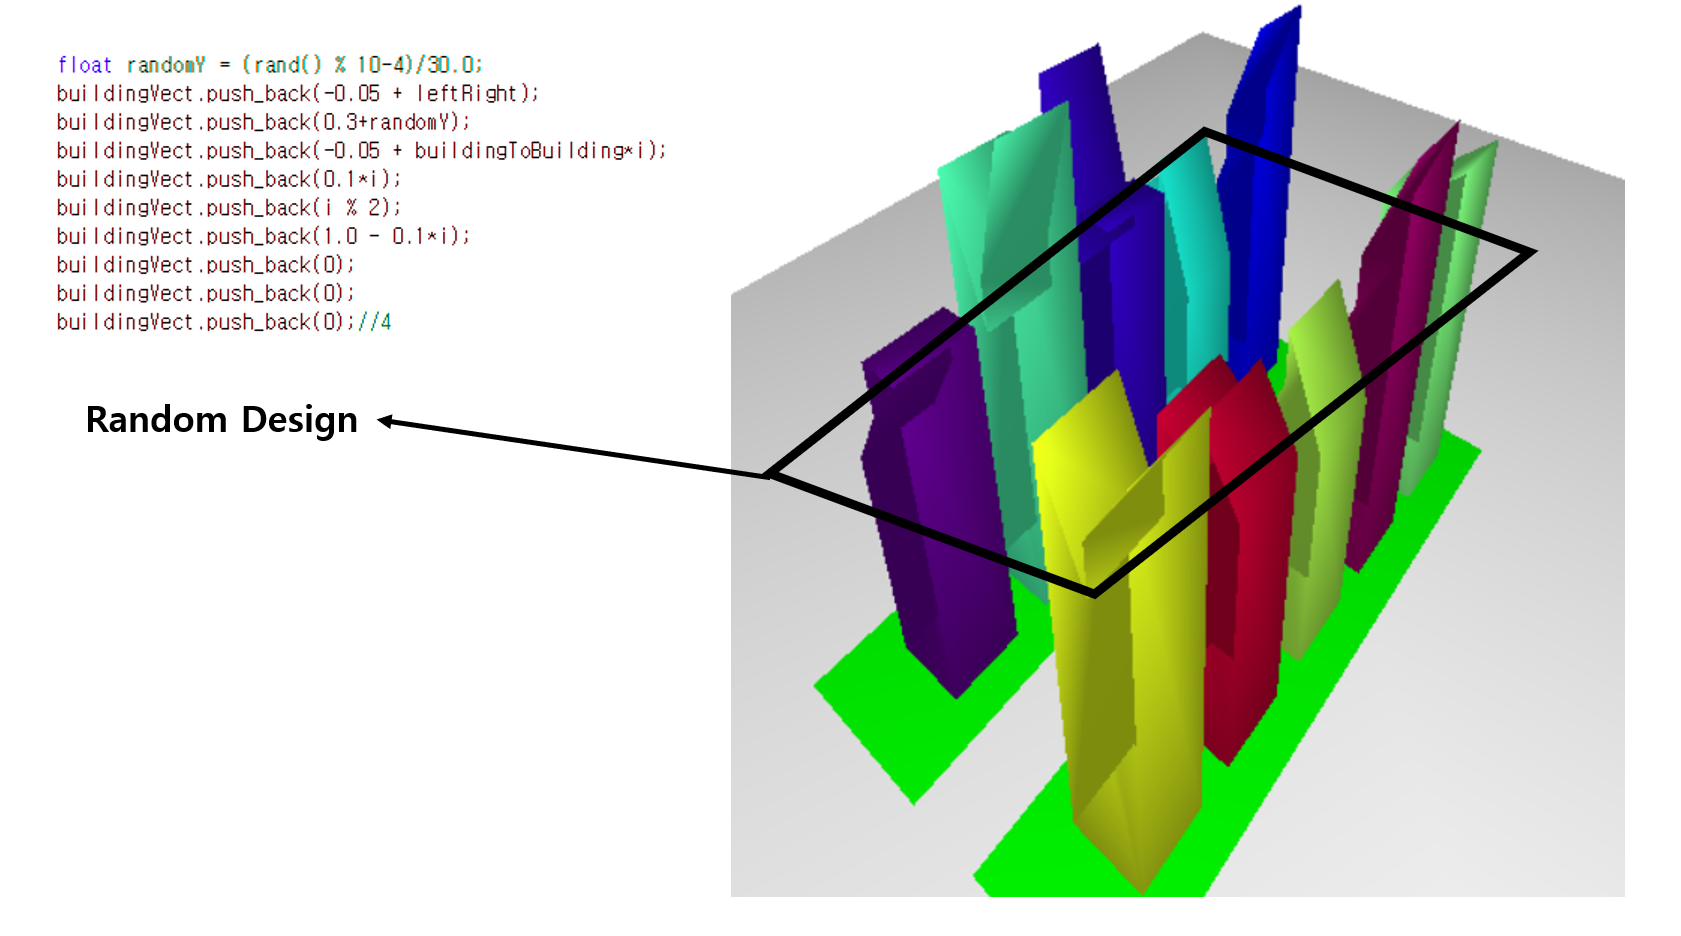 float randomY = (rand() % 10-4)/30.0;
buildingVect.push_back(-0.05 + leftRight);
buildingVect.push_back(0.3+randomY);
buildingVect.push_back(-0.05 + buildingToBuilding*i);
buildingVect.push_back(0.1*i);
buildingVect.push_back(i % 2);
buildingVect.push_back(1.0 - 0.1*i);
buildingVect.push_back(0);
buildingVect.push_back(0);
buildingVect.push_back(0);//4
Random Design